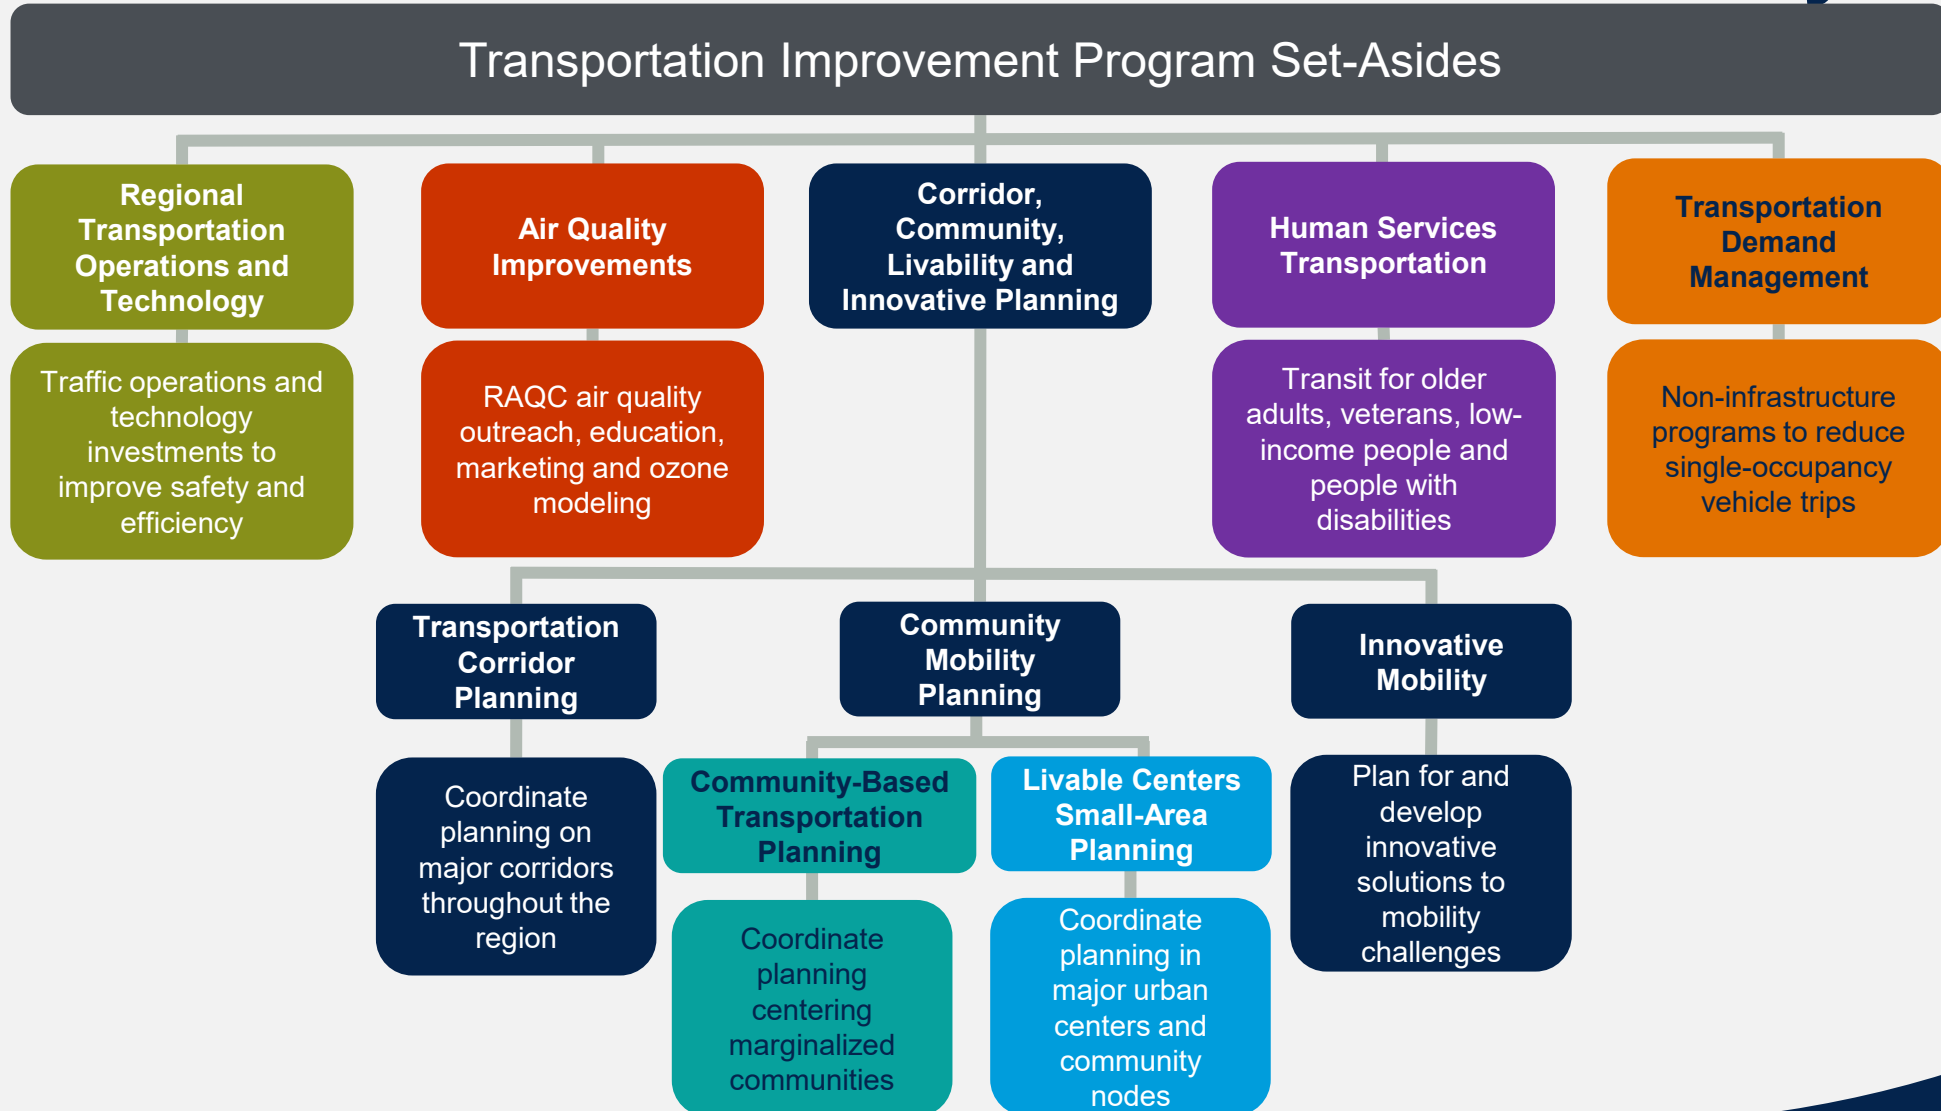 Transportation Improvement Program Set-Asides
Regional
Transportation
Operations and
Technology
Traffic operations and
technology
investments to
improve safety and
efficiency
Air Quality
Improvements
RAQC air quality
outreach, education,
marketing and ozone
modeling
Corridor,
Community,
Livability and
Innovative Planning
Human Services
Transportation
Transit for older
adults, veterans, low-
income people and
people with
disabilities
Transportation
Demand
Management
Non-infrastructure
programs to reduce
single-occupancy
vehicle trips
Transportation
Corridor
Planning
Coordinate
planning on
major corridors
throughout the
region
Community
Mobility
Planning
Community-Based
Transportation
Planning
Coordinate
planning
centering
marginalized
communities
Livable Centers
Small-Area
Planning
Coordinate
planning in
major urban
centers and
community
nodes
Innovative
Mobility
Plan for and
develop
innovative
solutions to
mobility
challenges